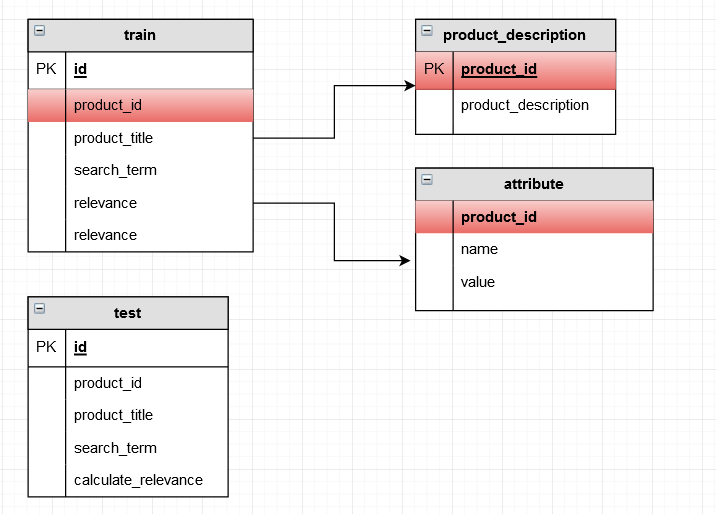 train
PK id
product_id
product_title
search_term
relevance
relevance
product_description
PK product_id
product_description
attribute
product_id
name
value
test
PK id
product_id
product_title
search_term
calculate_relevance